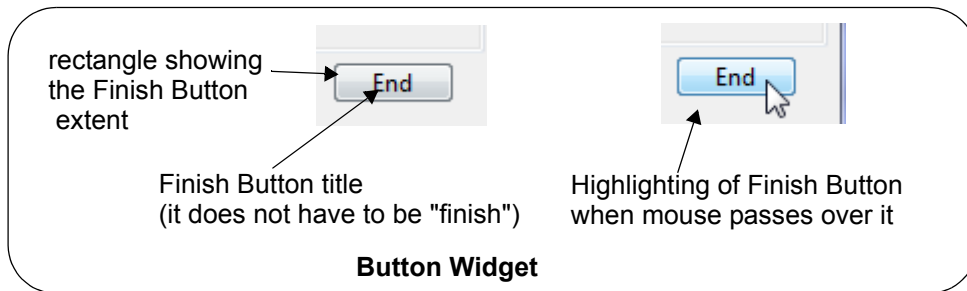 rectangle showing
the Finish Button
extent
End
End
Finish Button title
(it does not have to be "finish")
Highlighting of Finish Button
when mouse passes over it
Button Widget